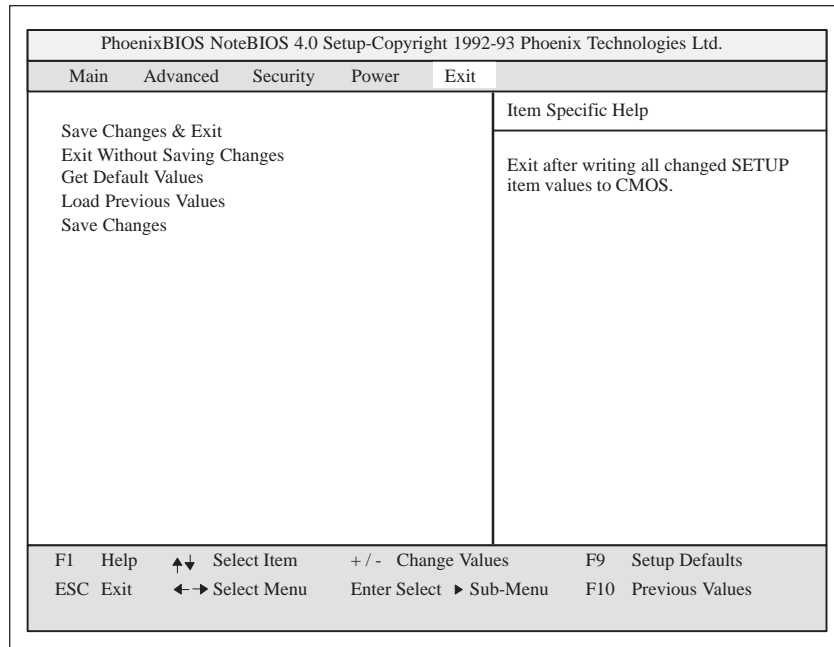 PhoenixBIOS NoteBIOS 4.0 Setup-Copyright 1992-93 Phoenix Technologies Ltd.
Main Advanced Security Power Exit
Save Changes & Exit
Exit Without Saving Changes
Get Default Values
Load Previous Values
Save Changes
Item Specific Help
Exit after writing all changed SETUP
item values to CMOS.
F1 Help Select Item + / - Change Values F9 Setup Defaults
ESC Exit Select Menu Enter Select Sub-Menu F10 Previous Values